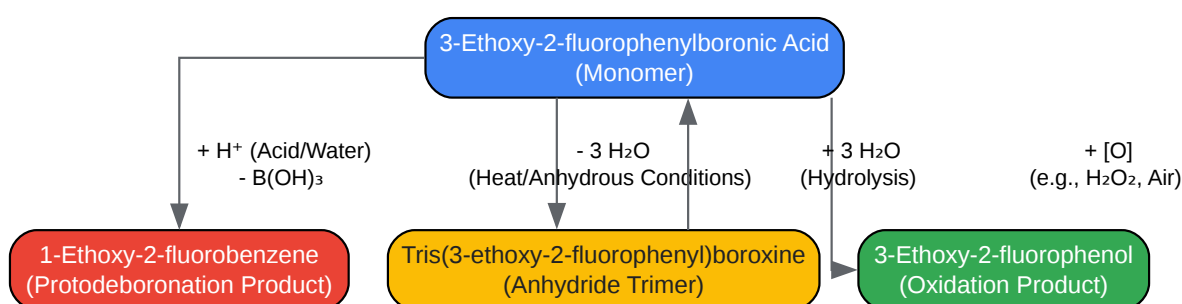 3-Ethoxy-2-fluorophenylboronic Acid
(Monomer)
+ H⁺ (Acid/Water)
- B(OH)₃
- 3 H₂O
(Heat/Anhydrous Conditions)
+ 3 H₂O
(Hydrolysis)
+ [O]
(e.g., H₂O₂, Air)
1-Ethoxy-2-fluorobenzene
(Protodeboronation Product)
Tris(3-ethoxy-2-fluorophenyl)boroxine
(Anhydride Trimer)
3-Ethoxy-2-fluorophenol
(Oxidation Product)